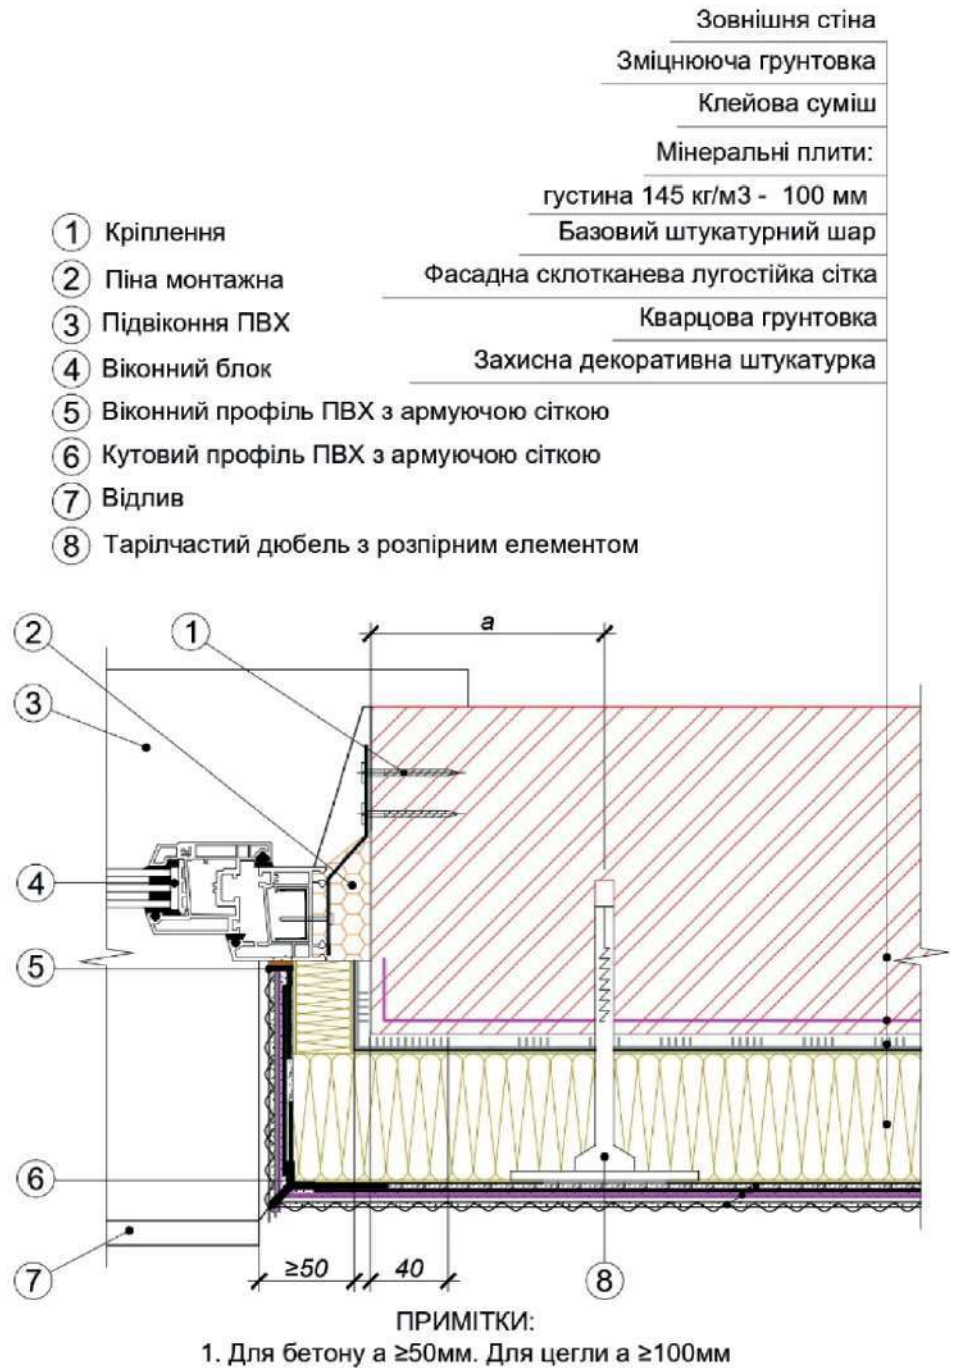 Зовнішня стіна
Зміцнююча грунтовка
Клейова суміш
Мінеральні плити:
густина 145 кг/м3 - 100 мм
Базовий штукатурний шар
Фасадна склотканева лугостійка сітка
Кварцова грунтовка
Захисна декоративна штукатурка
1 Кріплення
2 Піна монтажна
3 Підвіконня ПВХ
4 Віконний блок
5 Віконний профіль ПВХ з армуючою сіткою
6 Кутовий профіль ПВХ з армуючою сіткою
7 Відлив
8 Тарілчастий дюбель з розпірним елементом
2
1
a
3
4
5
6
7
≥50
40
8
ПРИМІТКИ:
1. Для бетону а ≥50мм. Для цегли а ≥100мм